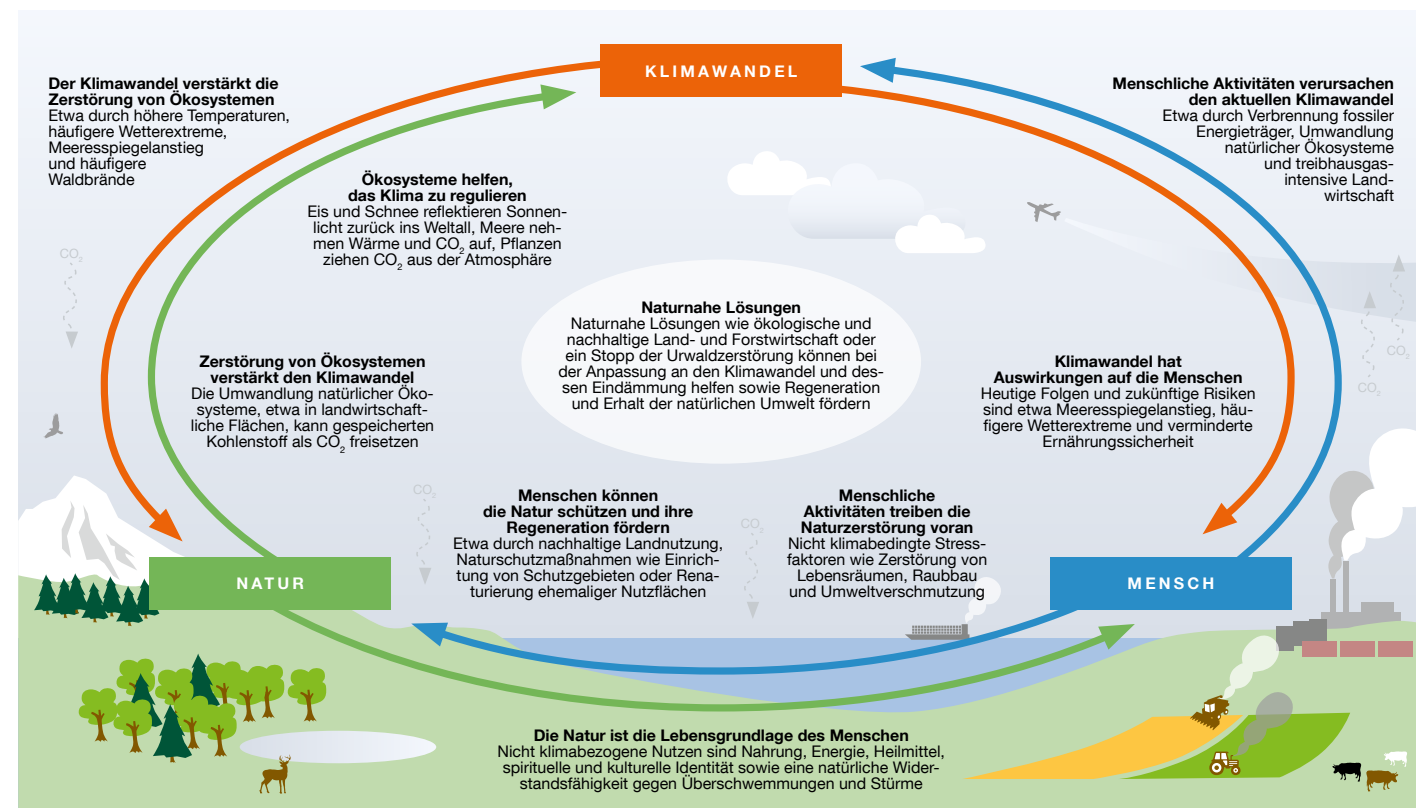 KLIMAWANDEL
Der Klimawandel verstärkt die
Zerstörung von Ökosystemen
Etwa durch höhere Temperaturen,
häufigere Wetterextreme,
Meeresspiegelanstieg
und häufigere
Waldbrände
Menschliche Aktivitäten verursachen
den aktuellen Klimawandel
Etwa durch Verbrennung fossiler
Energieträger, Umwandlung
natürlicher Ökosysteme
und treibhausgas-
intensive Land-
wirtschaft
Ökosysteme helfen,
das Klima zu regulieren
Eis und Schnee reflektieren Sonnen-
licht zurück ins Weltall, Meere neh-
men Wärme und CO₂ auf, Pflanzen
ziehen CO₂ aus der Atmosphäre
CO₂
Naturnahe Lösungen
Naturnahe Lösungen wie ökologische und
nachhaltige Land- und Forstwirtschaft oder
ein Stopp der Urwaldzerstörung können bei
der Anpassung an den Klimawandel und des-
sen Eindämmung helfen sowie Regeneration
und Erhalt der natürlichen Umwelt fördern
Zerstörung von Ökosystemen
verstärkt den Klimawandel
Die Umwandlung natürlicher Öko-
systeme, etwa in landwirtschaft-
liche Flächen, kann gespeicherten
Kohlenstoff als CO₂ freisetzen
Klimawandel hat
Auswirkungen auf die Menschen
Heutige Folgen und zukünftige Risiken
sind etwa Meeresspiegelanstieg, häu-
figere Wetterextreme und verminderte
Ernährungssicherheit
CO₂
CO₂
CO₂
Menschen können
die Natur schützen und ihre
Regeneration fördern
Etwa durch nachhaltige Landnutzung,
Naturschutzmaßnahmen wie Einrich-
tung von Schutzgebieten oder Rena-
turierung ehemaliger Nutzflächen
CO₂
Menschliche
Aktivitäten treiben die
Naturzerstörung voran
Nicht klimabedingte Stress-
faktoren wie Zerstörung von
Lebensräumen, Raubbau
und Umweltverschmutzung
NATUR
MENSCH
Die Natur ist die Lebensgrundlage des Menschen
Nicht klimabezogene Nutzen sind Nahrung, Energie, Heilmittel,
spirituelle und kulturelle Identität sowie eine natürliche Wider-
standsfähigkeit gegen Überschwemmungen und Stürme